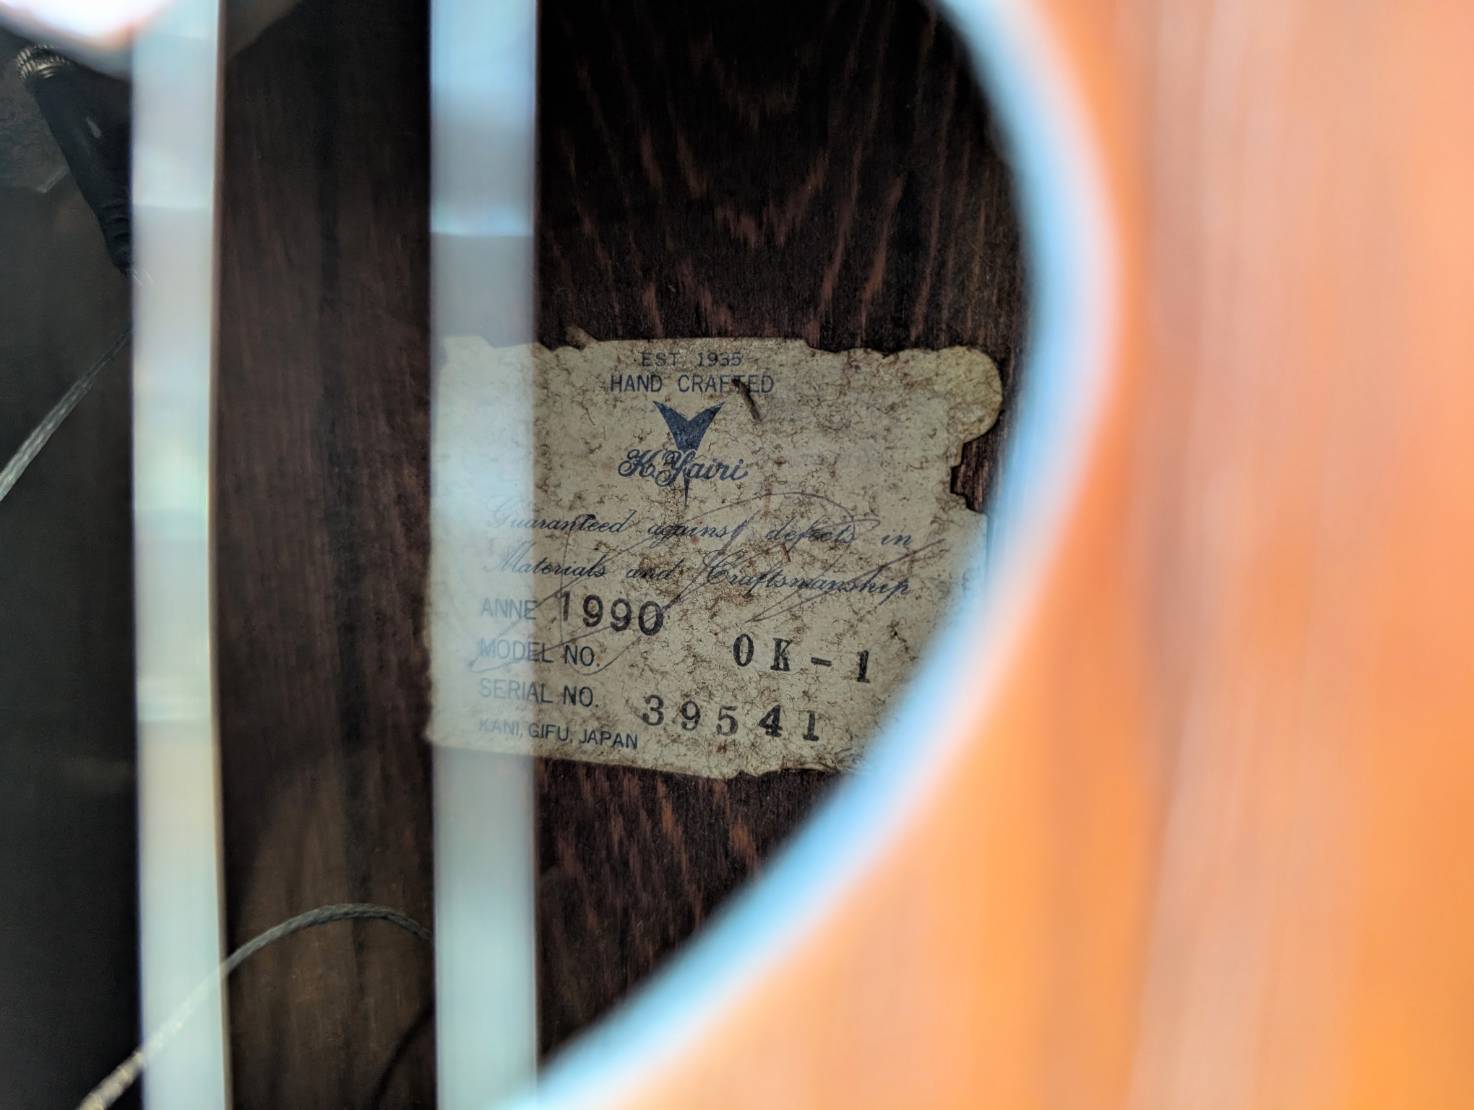 EST 1935
HAND CRAFTED
K.Yairi
Guaranteed against defects in
Materials and Craftsmanship
ANNE 1990
MODEL NO. OK-1
SERIAL NO. 39541
KANI, GIFU, JAPAN